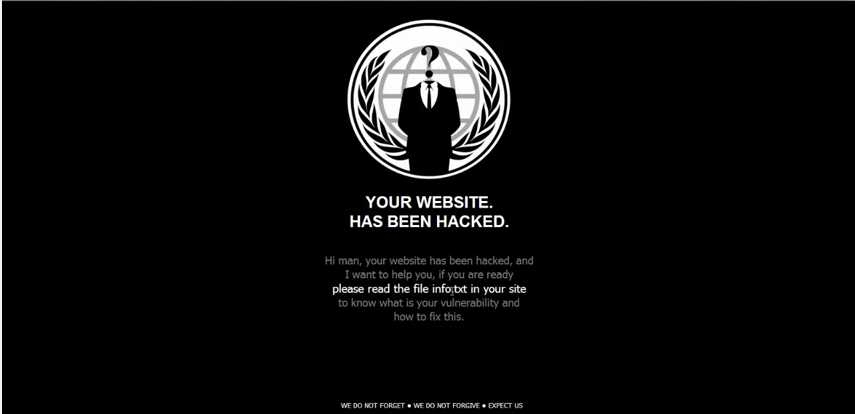 ?
YOUR WEBSITE.
HAS BEEN HACKED.
Hi man, your website has been hacked, and
I want to help you, if you are ready
please read the file info.txt in your site
to know what is your vulnerability and
how to fix this.
WE DO NOT FORGET ● WE DO NOT FORGIVE ● EXPECT US